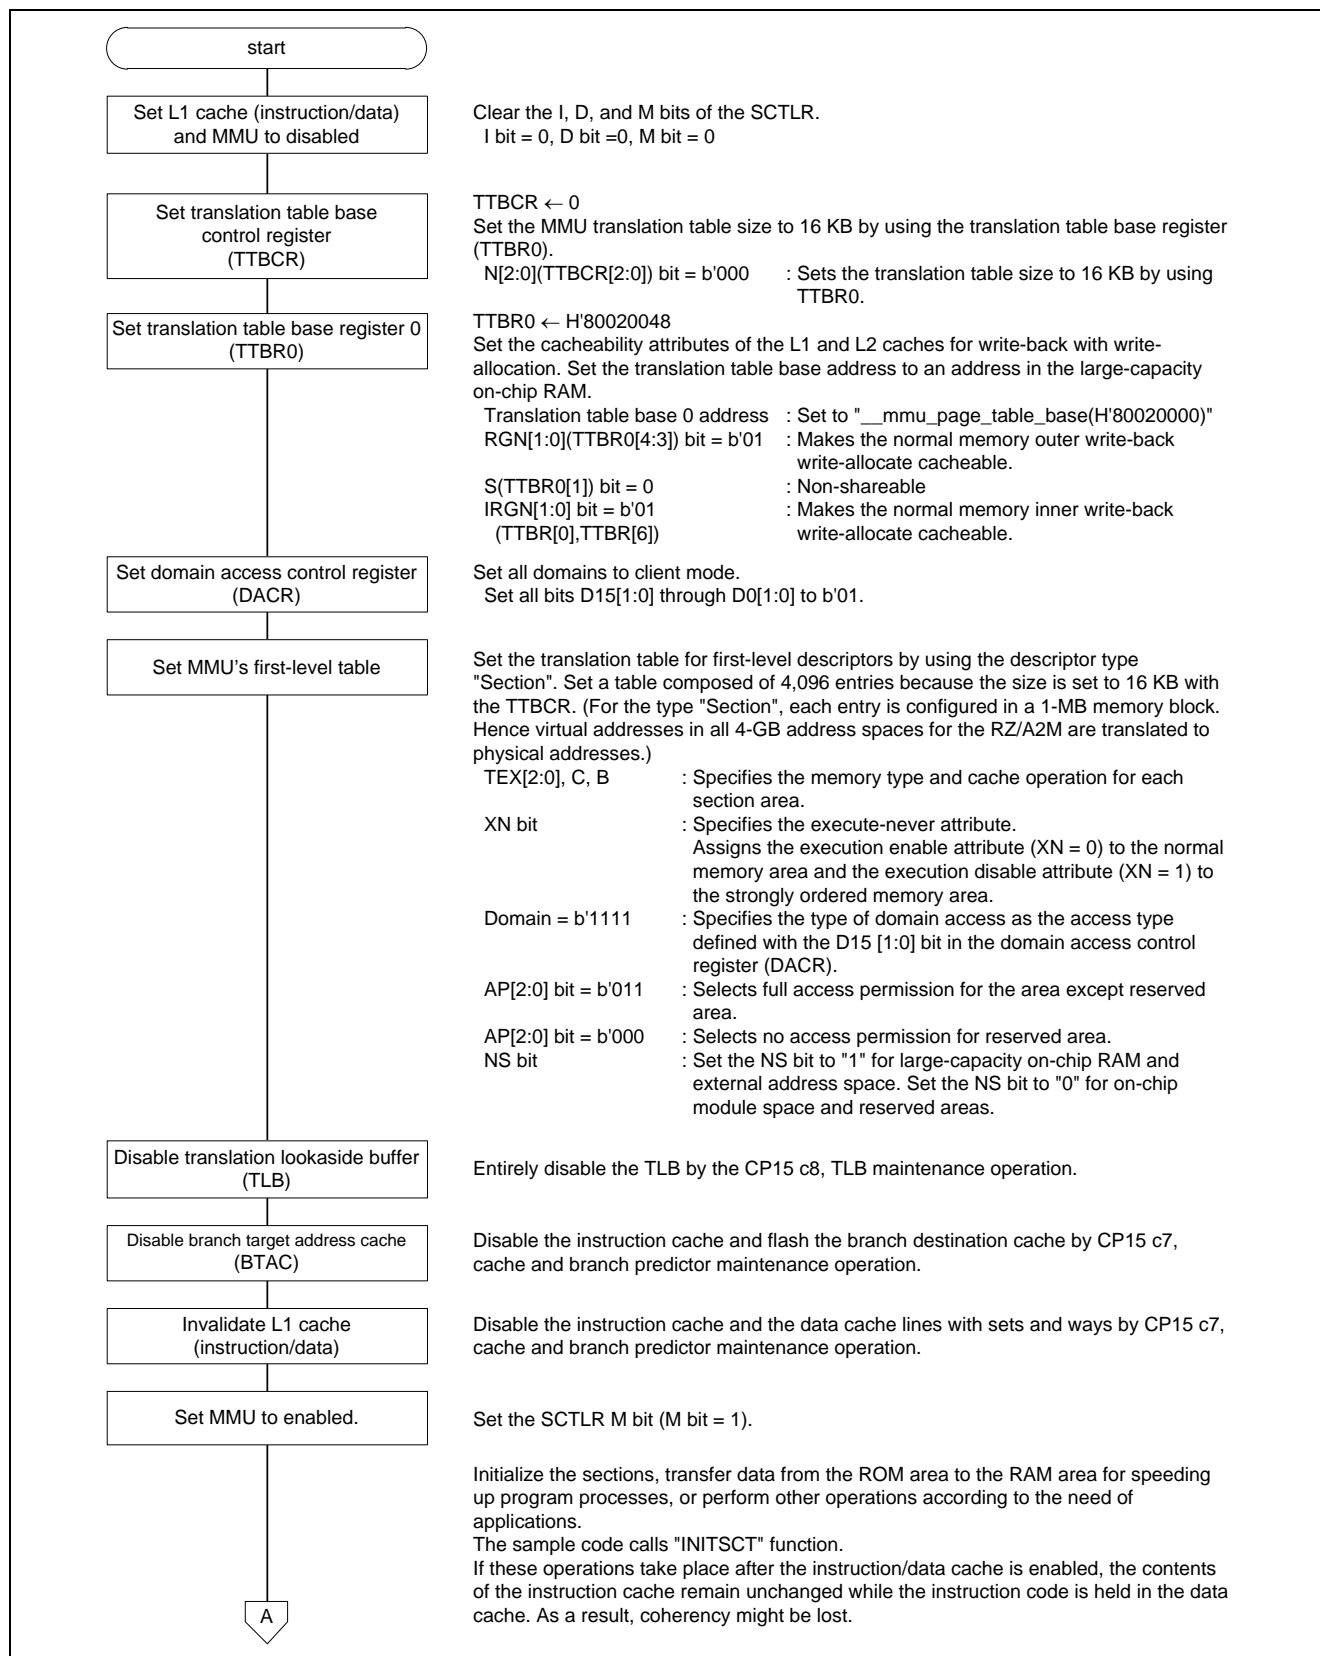 start
Set L1 cache (instruction/data)
and MMU to disabled
Clear the I, D, and M bits of the SCTLR.
I bit = 0, D bit =0, M bit = 0
Set translation table base
control register
(TTBCR)
TTBCR ← 0
Set the MMU translation table size to 16 KB by using the translation table base register
(TTBR0).
N[2:0](TTBCR[2:0]) bit = b'000 : Sets the translation table size to 16 KB by using
TTBR0.
Set translation table base register 0
(TTBR0)
TTBR0 ← H'80020048
Set the cacheability attributes of the L1 and L2 caches for write-back with write-
allocation. Set the translation table base address to an address in the large-capacity
on-chip RAM.
Translation table base 0 address : Set to "__mmu_page_table_base(H'80020000)"
RGN[1:0](TTBR0[4:3]) bit = b'01 : Makes the normal memory outer write-back
write-allocate cacheable.
S(TTBR0[1]) bit = 0 : Non-shareable
IRGN[1:0] bit = b'01 : Makes the normal memory inner write-back
(TTBR[0],TTBR[6]) write-allocate cacheable.
Set domain access control register
(DACR)
Set all domains to client mode.
Set all bits D15[1:0] through D0[1:0] to b'01.
Set MMU's first-level table
Set the translation table for first-level descriptors by using the descriptor type
"Section". Set a table composed of 4,096 entries because the size is set to 16 KB with
the TTBCR. (For the type "Section", each entry is configured in a 1-MB memory block.
Hence virtual addresses in all 4-GB address spaces for the RZ/A2M are translated to
physical addresses.)
TEX[2:0], C, B : Specifies the memory type and cache operation for each
section area.
XN bit : Specifies the execute-never attribute.
Assigns the execution enable attribute (XN = 0) to the normal
memory area and the execution disable attribute (XN = 1) to
the strongly ordered memory area.
Domain = b'1111 : Specifies the type of domain access as the access type
defined with the D15 [1:0] bit in the domain access control
register (DACR).
AP[2:0] bit = b'011 : Selects full access permission for the area except reserved
area.
AP[2:0] bit = b'000 : Selects no access permission for reserved area.
NS bit : Set the NS bit to "1" for large-capacity on-chip RAM and
external address space. Set the NS bit to "0" for on-chip
module space and reserved areas.
Disable translation lookaside buffer
(TLB)
Entirely disable the TLB by the CP15 c8, TLB maintenance operation.
Disable branch target address cache
(BTAC)
Disable the instruction cache and flash the branch destination cache by CP15 c7,
cache and branch predictor maintenance operation.
Invalidate L1 cache
(instruction/data)
Disable the instruction cache and the data cache lines with sets and ways by CP15 c7,
cache and branch predictor maintenance operation.
Set MMU to enabled.
Set the SCTLR M bit (M bit = 1).
Initialize the sections, transfer data from the ROM area to the RAM area for speeding
up program processes, or perform other operations according to the need of
applications.
The sample code calls "INITSCT" function.
If these operations take place after the instruction/data cache is enabled, the contents
of the instruction cache remain unchanged while the instruction code is held in the data
cache. As a result, coherency might be lost.
A